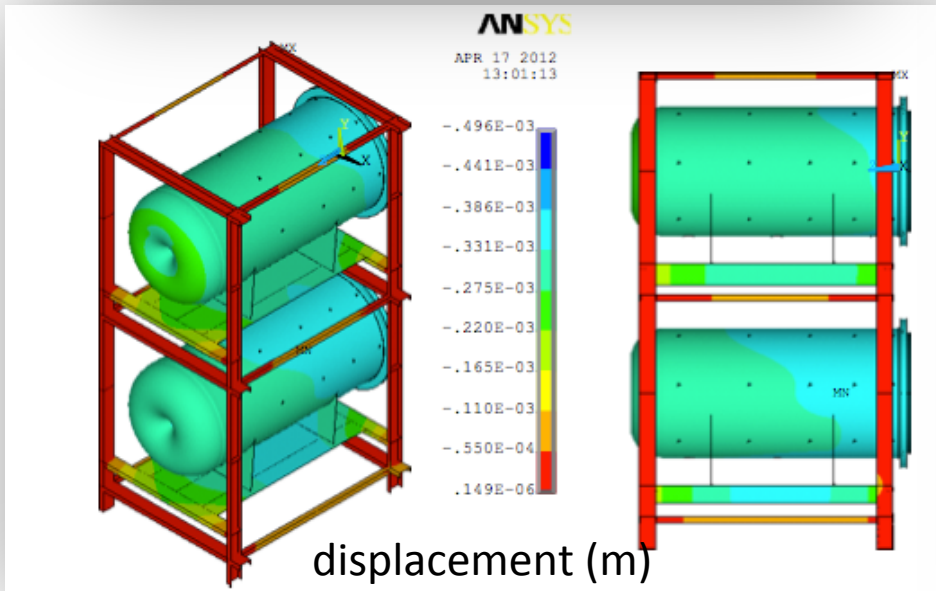 ANSYS
APR 17 2012
13:01:13
MX
Y
X
MN
-.496E-03
-.441E-03
-.386E-03
-.331E-03
-.275E-03
-.220E-03
-.165E-03
-.110E-03
-.550E-04
.149E-06
MX
Y
X
MN
displacement (m)